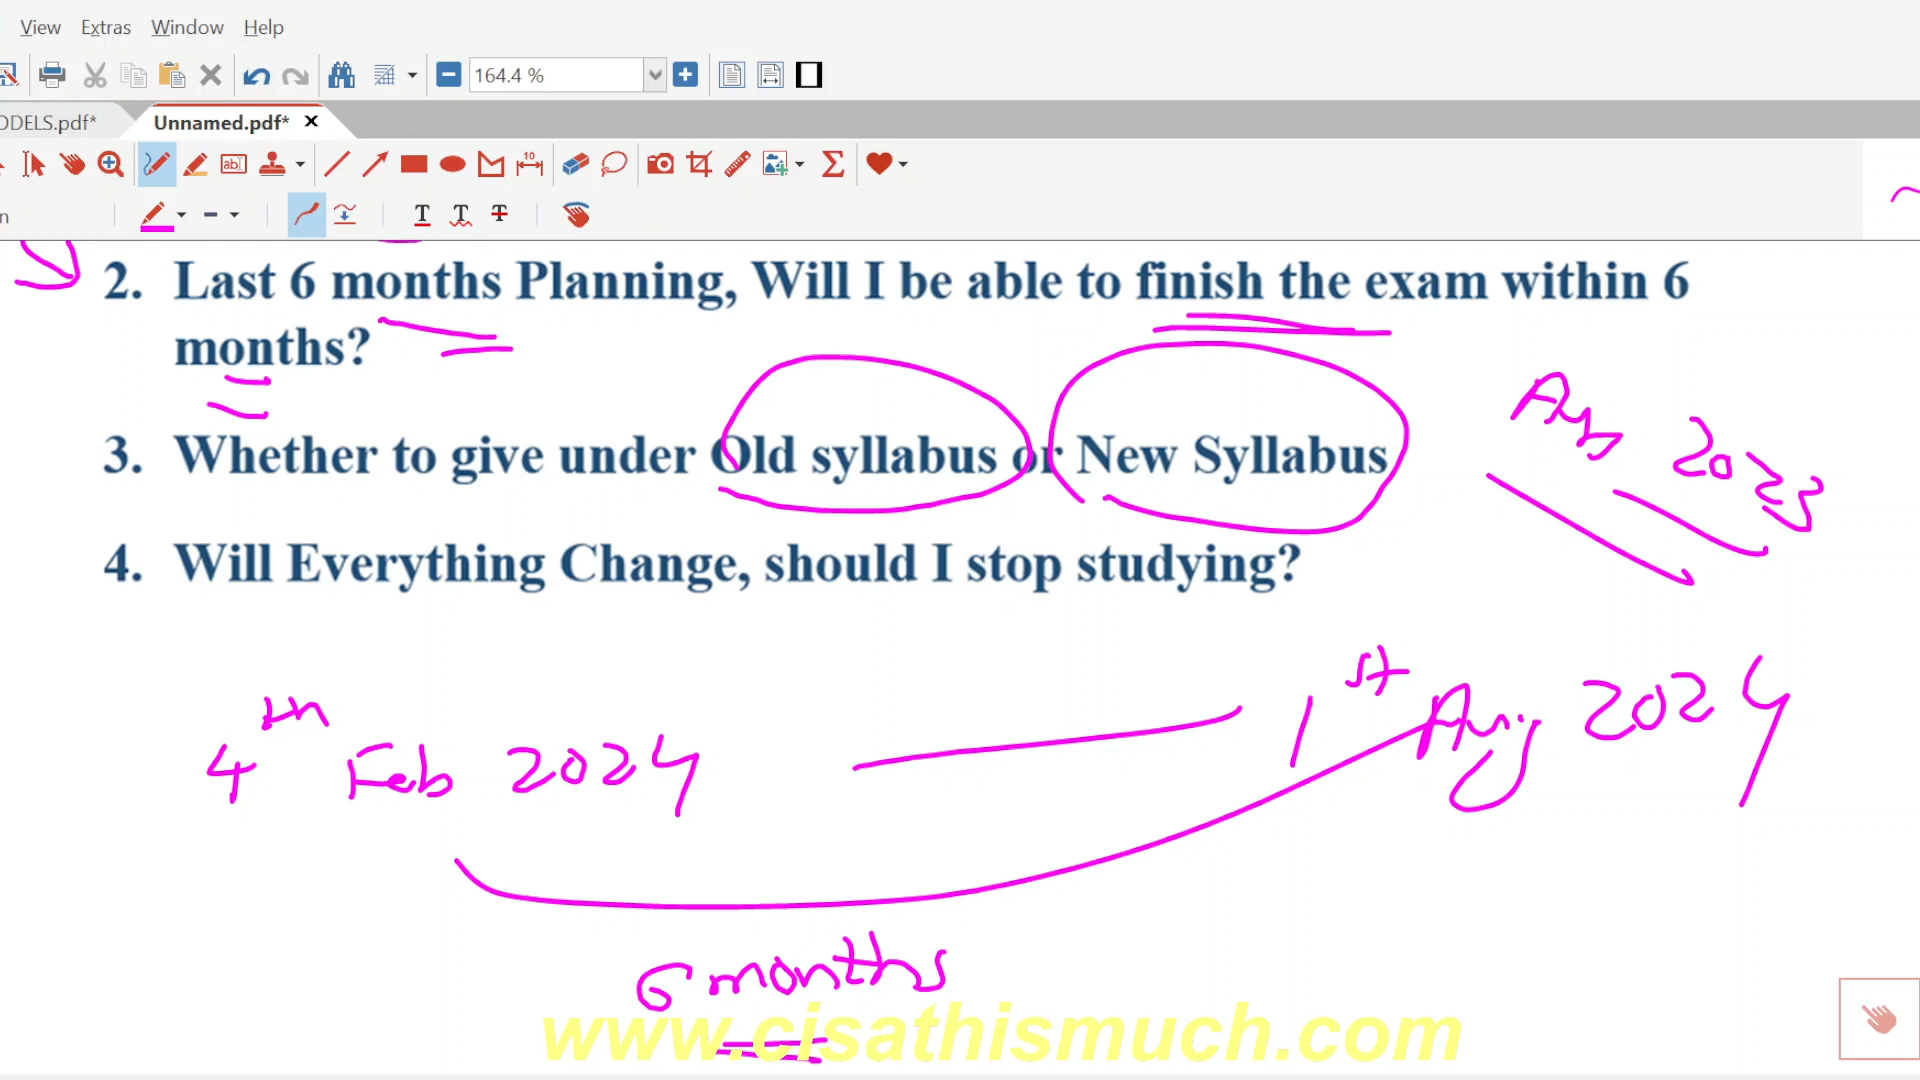 View Extras Window Help
164.4 %
ODELS.pdf* Unnamed.pdf*
2. Last 6 months Planning, Will I be able to finish the exam within 6
months?
3. Whether to give under Old syllabus or New Syllabus
2023
4. Will Everything Change, should I stop studying?
4th Feb 2024
1st Aug 2024
6 months
www.cisathismuch.com